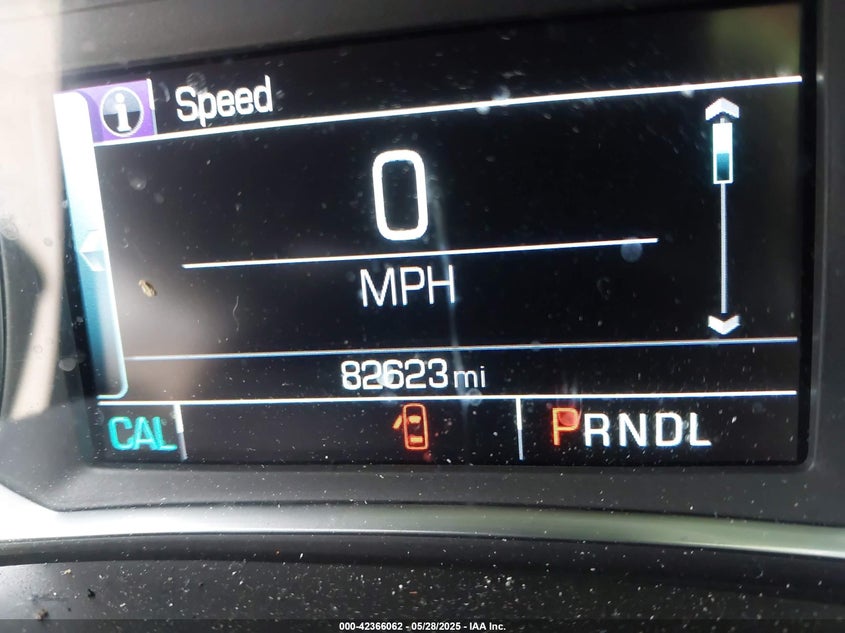 i Speed
0
MPH
82623 mi
CAL PRNDL
000-42366062 — 05/28/2025 — IAA Inc.